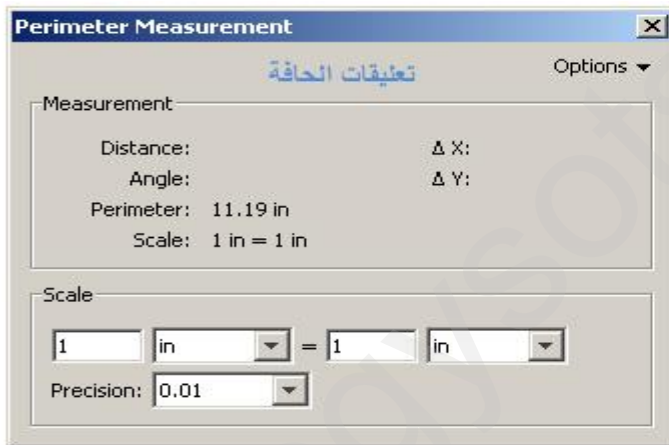 Perimeter Measurement
تعليقات الحافة
Options
Measurement
Distance: Δ X:
Angle: Δ Y:
Perimeter: 11.19 in
Scale: 1 in = 1 in
Scale
1 in = 1 in
Precision: 0.01